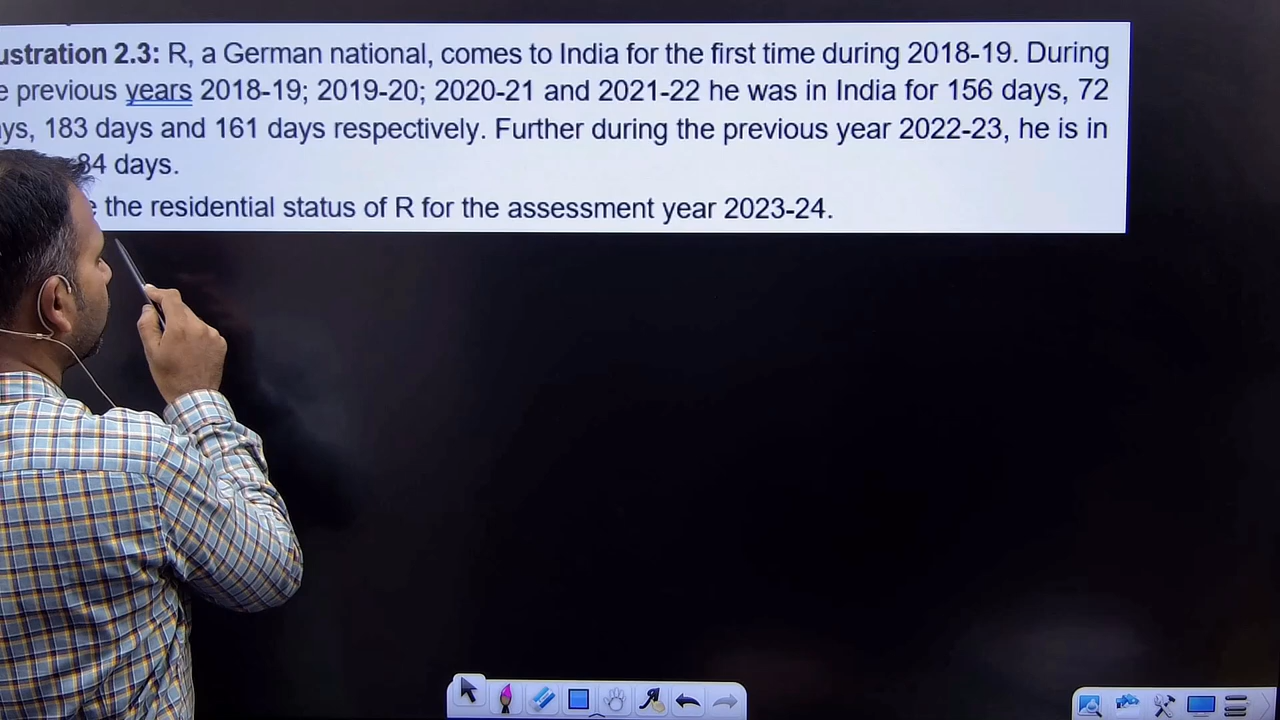 ustration 2.3: R, a German national, comes to India for the first time during 2018-19. During
e previous years 2018-19; 2019-20; 2020-21 and 2021-22 he was in India for 156 days, 72
ys, 183 days and 161 days respectively. Further during the previous year 2022-23, he is in
84 days.
e the residential status of R for the assessment year 2023-24.